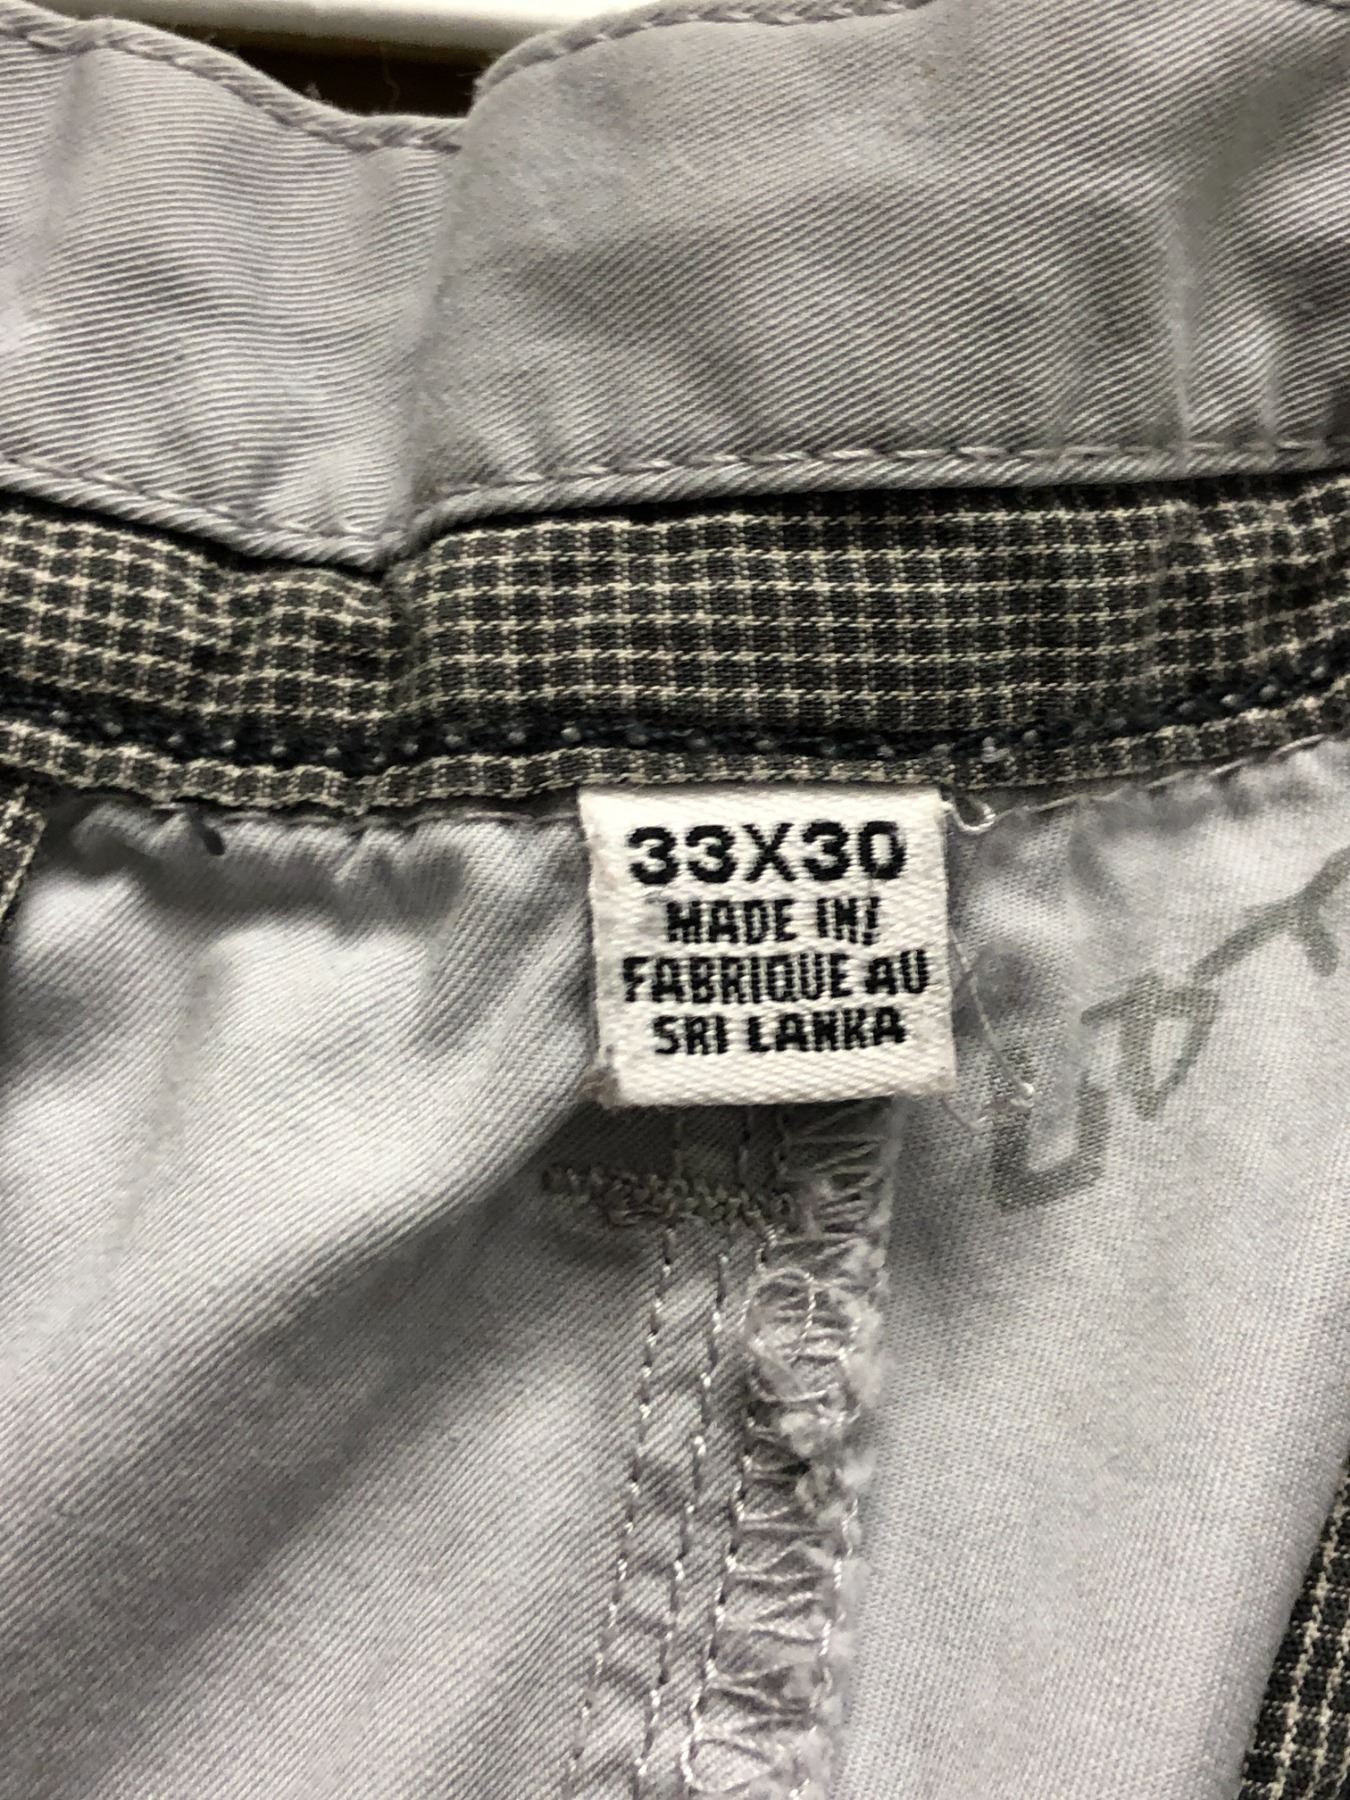 33X30
MADE IN/
FABRIQUE AU
SRI LANKA